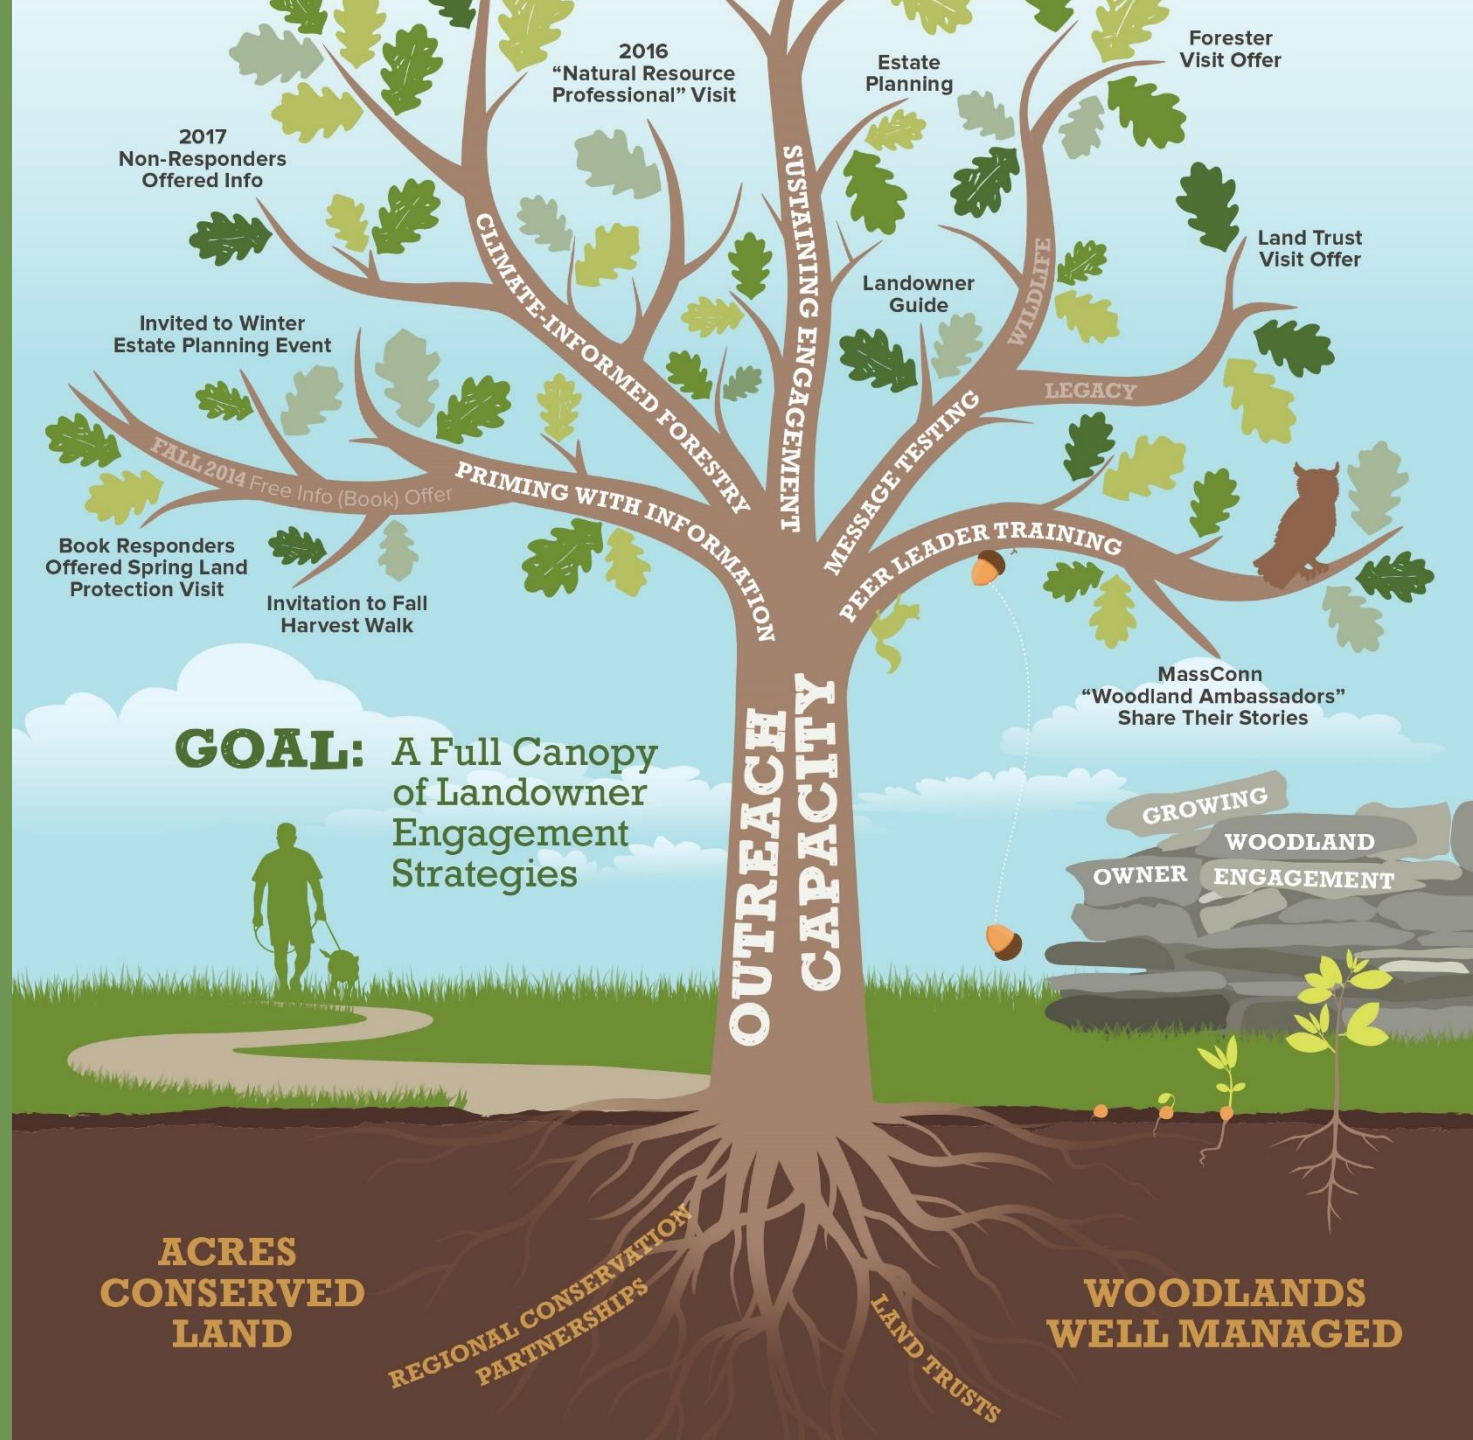 2016
“Natural Resource
Professional” Visit
Estate
Planning
Forester
Visit Offer
2017
Non-Responders
Offered Info
Land Trust
Visit Offer
Landowner
Guide
Invited to Winter
Estate Planning Event
SUSTAINING ENGAGEMENT
CLIMATE-INFORMED FORESTRY
WILDLIFE
LEGACY
MESSAGE TESTING
FALL 2014 Free Info (Book) Offer
PRIMING WITH INFORMATION
PEER LEADER TRAINING
Book Responders
Offered Spring Land
Protection Visit
Invitation to Fall
Harvest Walk
MassConn
“Woodland Ambassadors”
Share Their Stories
GOAL: A Full Canopy
of Landowner
Engagement
Strategies
OUTREACH
CAPACITY
GROWING
WOODLAND
OWNER ENGAGEMENT
ACRES
CONSERVED
LAND
REGIONAL CONSERVATION
PARTNERSHIPS
LAND TRUSTS
WOODLANDS
WELL MANAGED